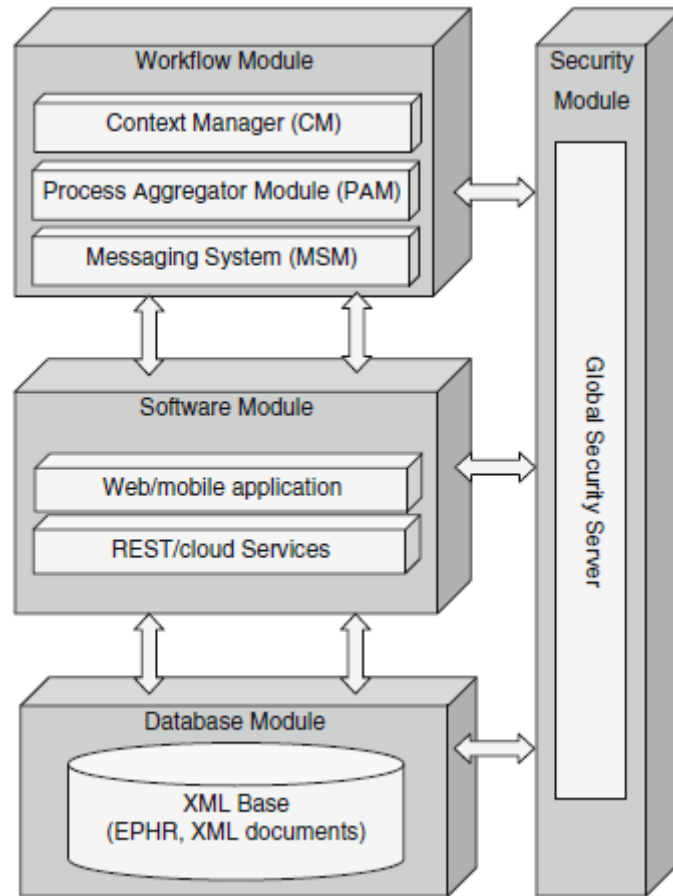 Workflow Module
Context Manager (CM)
Process Aggregator Module (PAM)
Messaging System (MSM)
Software Module
Web/mobile application
REST/cloud Services
Database Module
XML Base
(EPHR, XML documents)
Security
Module
Global Security Server